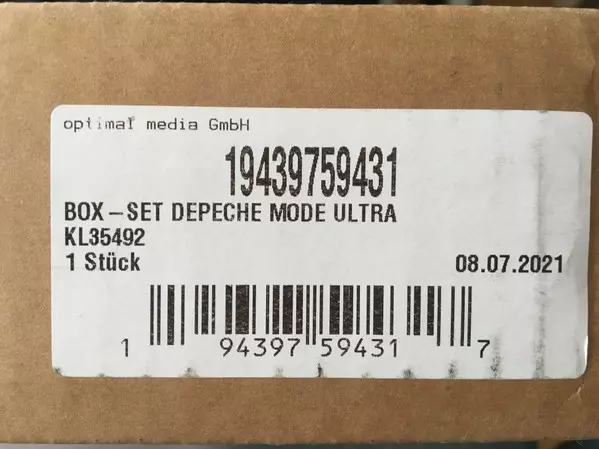 optimal media GmbH
19439759431
BOX – SET DEPECHE MODE ULTRA
KL35492
1 Stück 08.07.2021
1 94397 59431 7